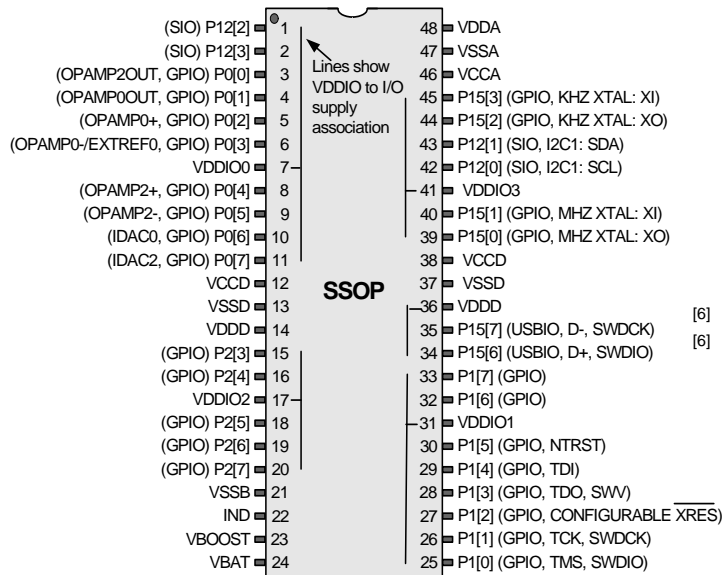 (SIO) P12[2] 1 48 VDDA
(SIO) P12[3] 2 47 VSSA
(OPAMP2OUT, GPIO) P0[0] 3 46 VCCA
(OPAMP0OUT, GPIO) P0[1] 4 45 P15[3] (GPIO, KHZ XTAL: XI)
(OPAMP0+, GPIO) P0[2] 5 44 P15[2] (GPIO, KHZ XTAL: XO)
(OPAMP0-/EXTREF0, GPIO) P0[3] 6 43 P12[1] (SIO, I2C1: SDA)
VDDIO0 7 42 P12[0] (SIO, I2C1: SCL)
(OPAMP2+, GPIO) P0[4] 8 41 VDDIO3
(OPAMP2-, GPIO) P0[5] 9 40 P15[1] (GPIO, MHZ XTAL: XI)
(IDAC0, GPIO) P0[6] 10 39 P15[0] (GPIO, MHZ XTAL: XO)
(IDAC2, GPIO) P0[7] 11 38 VCCD
VCCD 12 37 VSSD
VSSD 13 36 VDDD
VDDD 14 35 P15[7] (USBIO, D-, SWDCK) [6]
(GPIO) P2[3] 15 34 P15[6] (USBIO, D+, SWDIO) [6]
(GPIO) P2[4] 16 33 P1[7] (GPIO)
VDDIO2 17 32 P1[6] (GPIO)
(GPIO) P2[5] 18 31 VDDIO1
(GPIO) P2[6] 19 30 P1[5] (GPIO, NTRST)
(GPIO) P2[7] 20 29 P1[4] (GPIO, TDI)
VSSB 21 28 P1[3] (GPIO, TDO, SWV)
IND 22 27 P1[2] (GPIO, CONFIGURABLE XRES)
VBOOST 23 26 P1[1] (GPIO, TCK, SWDCK)
VBAT 24 25 P1[0] (GPIO, TMS, SWDIO)
Lines show
VDDIO to I/O
supply
association
SSOP